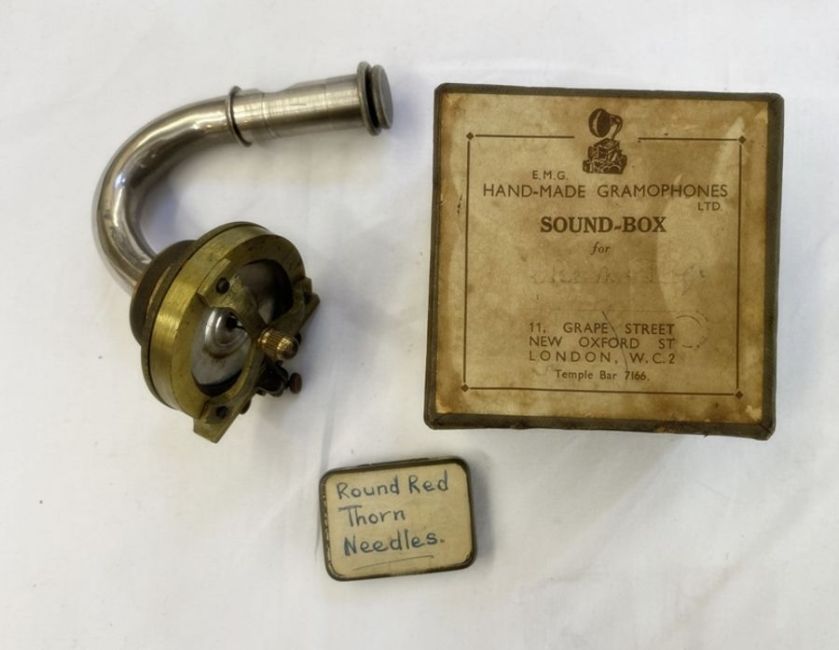 E.M.G.
HAND-MADE GRAMOPHONES
LTD.
SOUND-BOX
for
11, GRAPE STREET
NEW OXFORD ST
LONDON, W.C.2
Temple Bar 7166.
Round Red
Thorn
Needles.